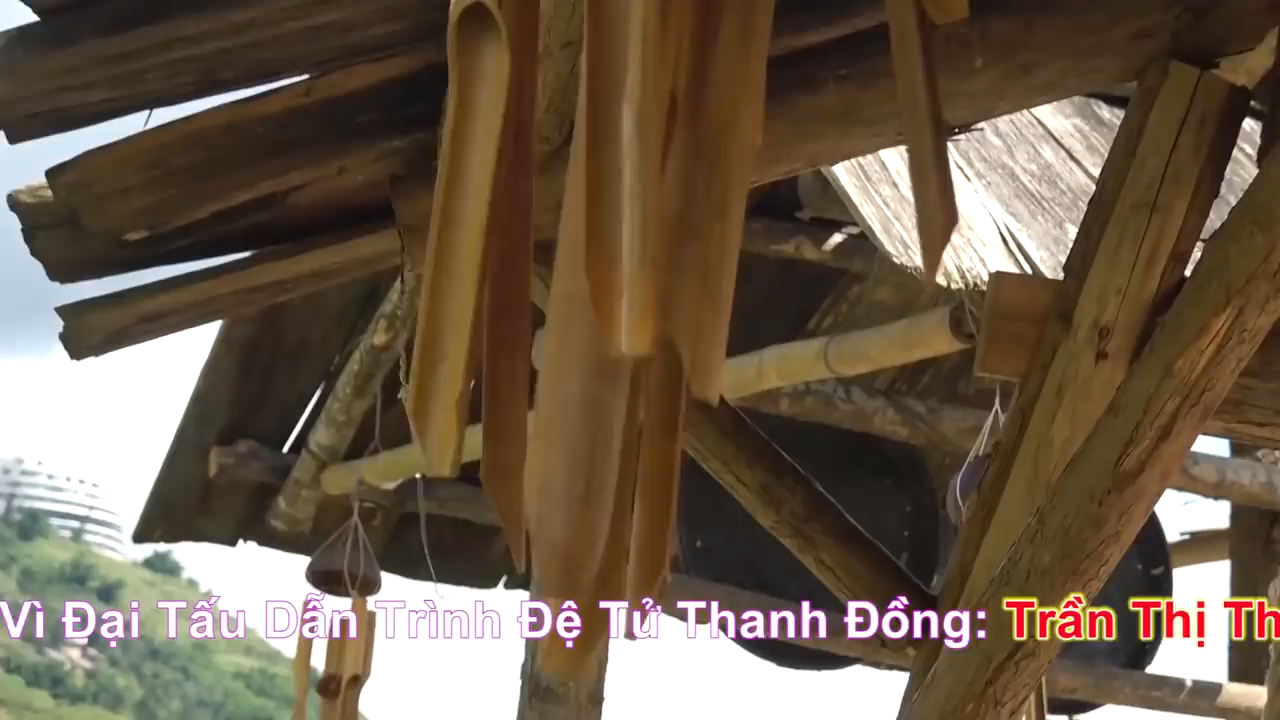 Vì Đại Tấu Dẫn Trình Đệ Tử Thanh Đồng: Trần Thị